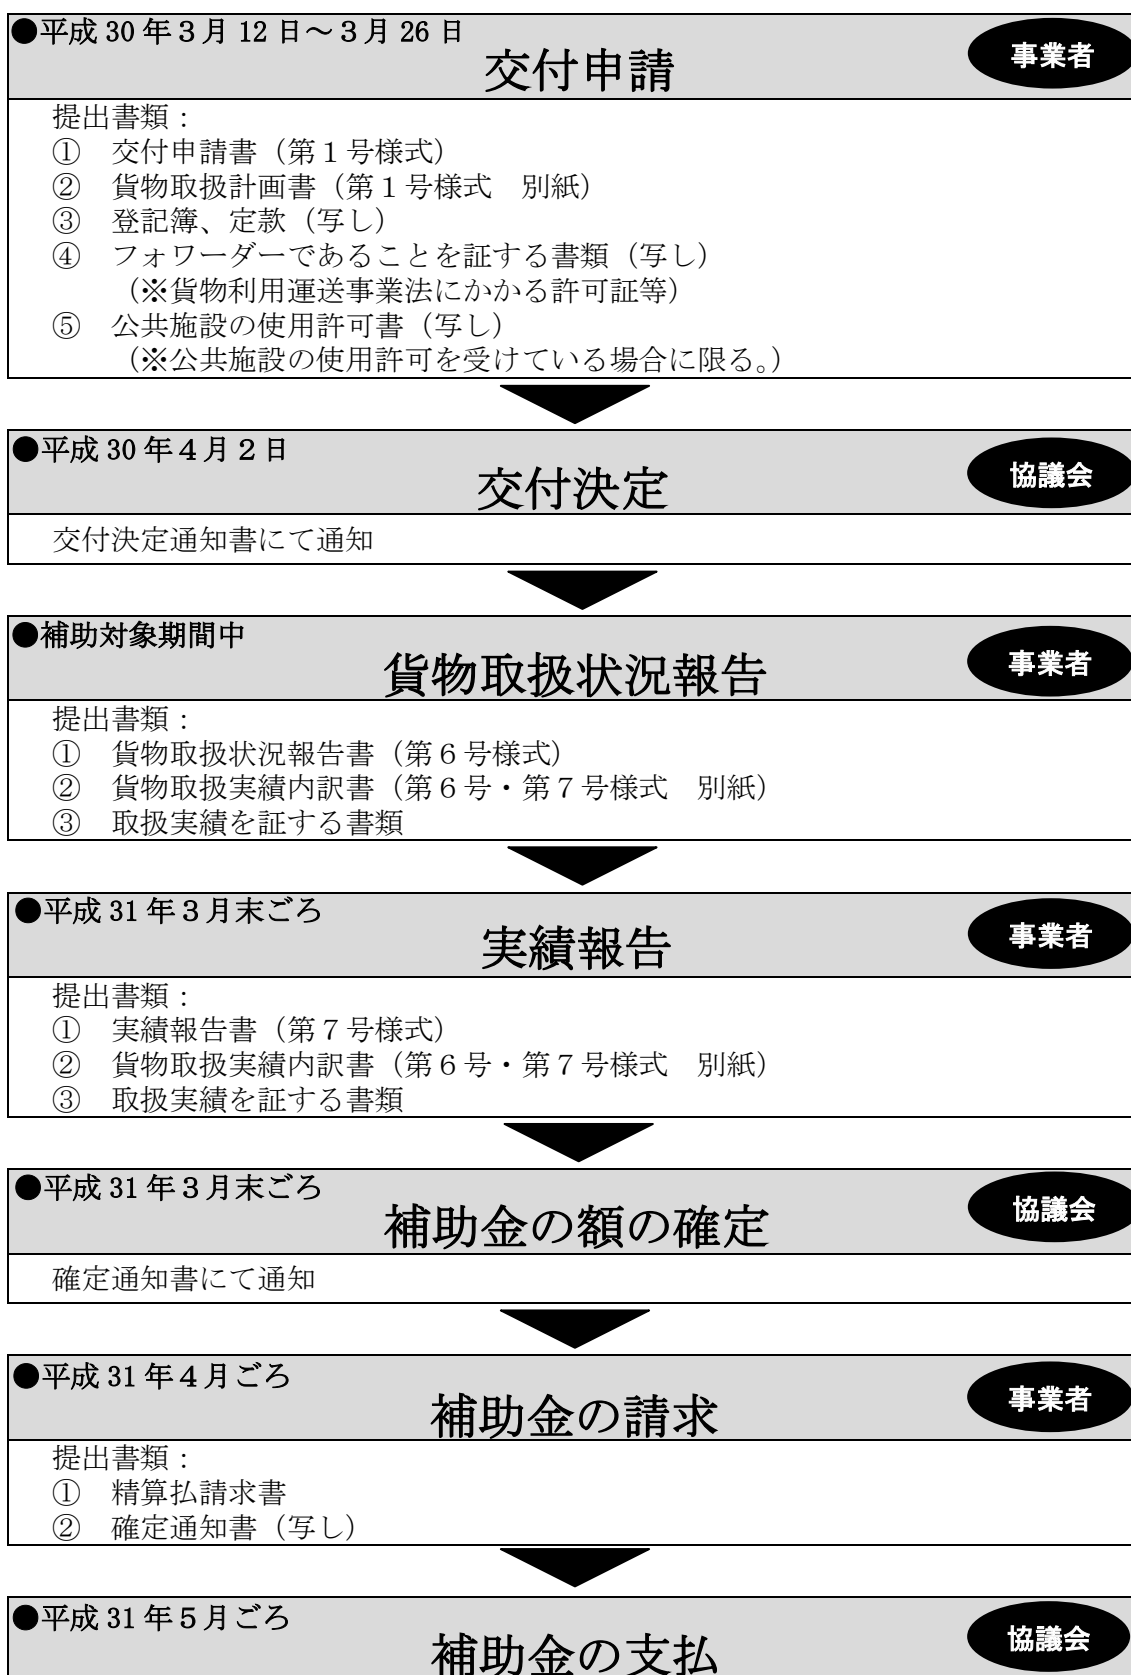 ●平成 30 年３月 12 日～３月 26 日
交付申請
事業者
提出書類：
①　交付申請書（第１号様式）
②　貨物取扱計画書（第１号様式　別紙）
③　登記簿、定款（写し）
④　フォワーダーであることを証する書類（写し）
（※貨物利用運送事業法にかかる許可証等）
⑤　公共施設の使用許可書（写し）
（※公共施設の使用許可を受けている場合に限る。）
●平成 30 年４月２日
交付決定
協議会
交付決定通知書にて通知
●補助対象期間中
貨物取扱状況報告
事業者
提出書類：
①　貨物取扱状況報告書（第６号様式）
②　貨物取扱実績内訳書（第６号・第７号様式　別紙）
③　取扱実績を証する書類
●平成 31 年３月末ごろ
実績報告
事業者
提出書類：
①　実績報告書（第７号様式）
②　貨物取扱実績内訳書（第６号・第７号様式　別紙）
③　取扱実績を証する書類
●平成 31 年３月末ごろ
補助金の額の確定
協議会
確定通知書にて通知
●平成 31 年４月ごろ
補助金の請求
事業者
提出書類：
①　精算払請求書
②　確定通知書（写し）
●平成 31 年５月ごろ
補助金の支払
協議会